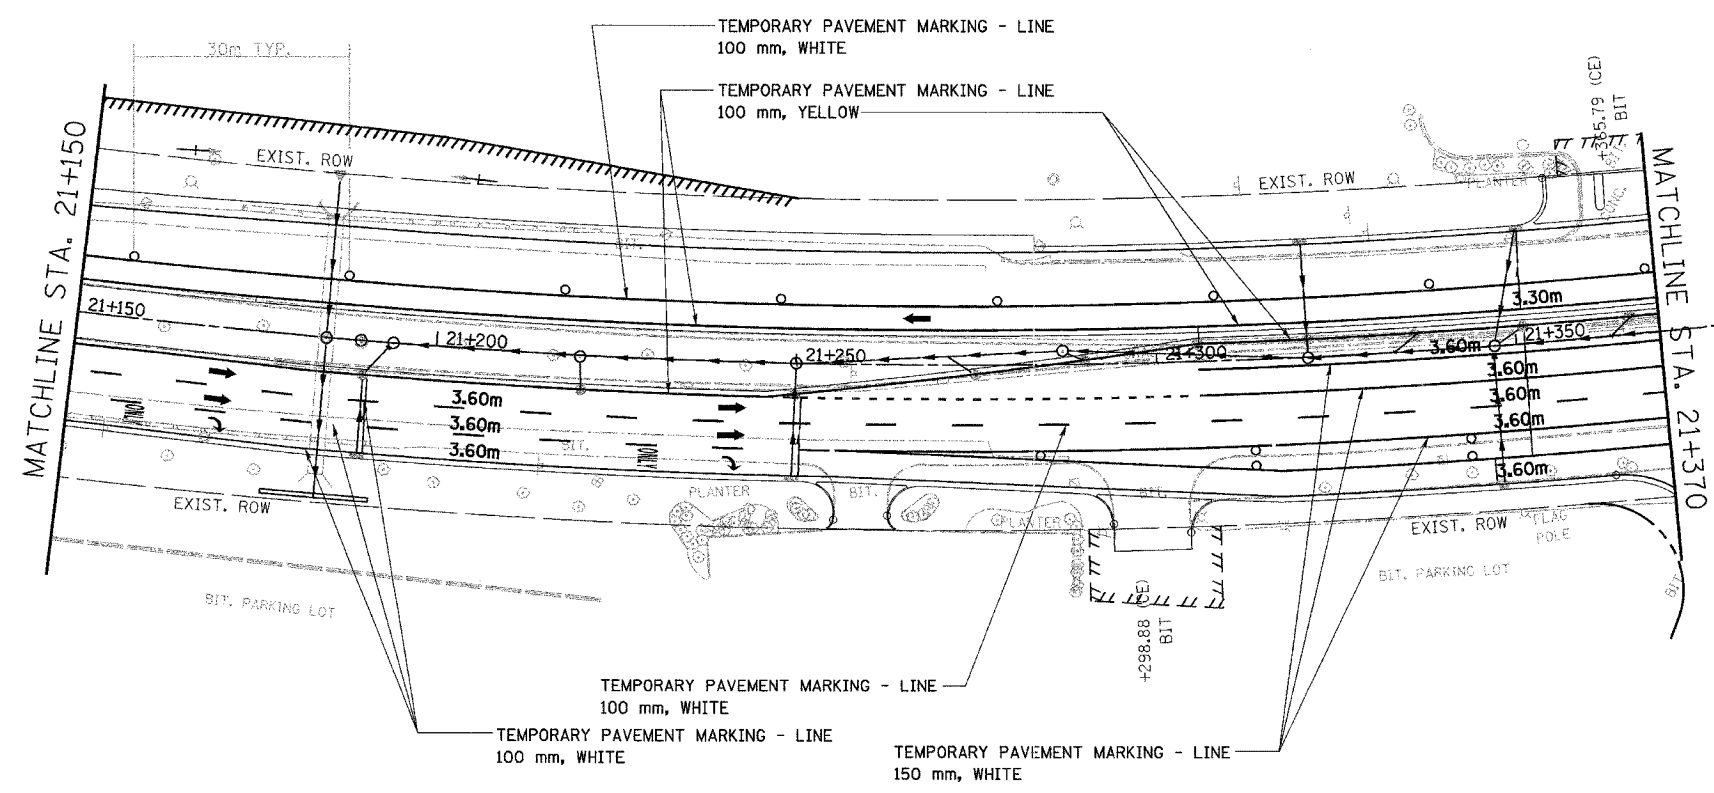 TEMPORARY PAVEMENT MARKING - LINE
100 mm, WHITE
30m TYP.
TEMPORARY PAVEMENT MARKING - LINE
100 mm, YELLOW
MATCHLINE STA. 21+150
EXIST. ROW
EXIST. ROW
PLANTER
BIT
MATCHLINE STA. 21+370
21+150
21+200
21+250
21+300
21+350
3.30m
3.60m
3.60m
3.60m
3.60m
3.60m
3.60m
3.60m
3.60m
ONLY
ONLY
BIT.
BIT.
BIT.
PLANTER
PLANTER
EXIST. ROW
EXIST. ROW
FLAG
POLE
BIT. PARKING LOT
BIT. PARKING LOT
BIT
+298.88 (CE)
BIT
TEMPORARY PAVEMENT MARKING - LINE
100 mm, WHITE
TEMPORARY PAVEMENT MARKING - LINE
100 mm, WHITE
TEMPORARY PAVEMENT MARKING - LINE
150 mm, WHITE